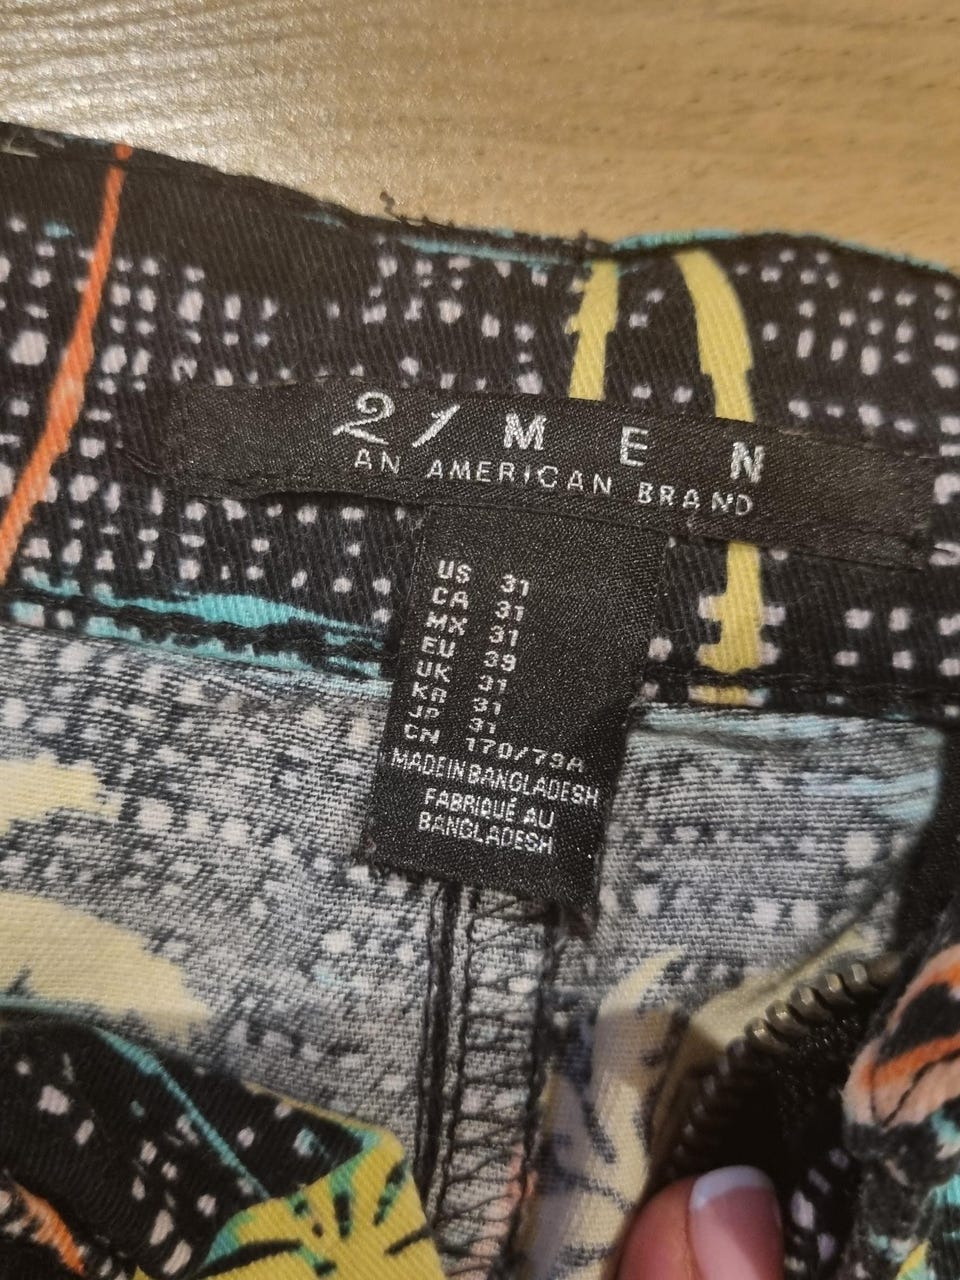 21 MEN
AN AMERICAN BRAND
US 31
CA 31
MX 31
EU 39
UK 31
KR 31
JP 31
CN 170/79A
MADE IN BANGLADESH
FABRIQUÉ AU
BANGLADESH